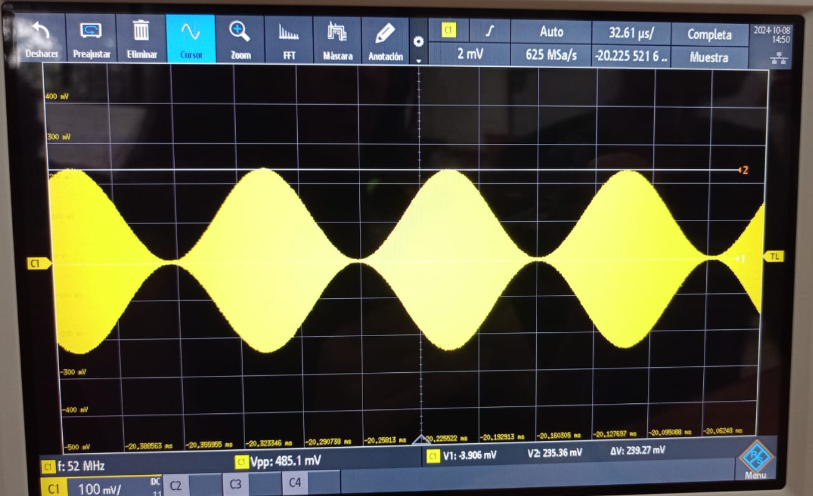 Deshacer Preajustar Eliminar Cursor Zoom FFT Máscara Anotación
C1 Auto 32.61 µs/ Completa
2 mV 625 MSa/s -20.225 521 6 .. Muestra
2024-10-08
14:50
400 mV
300 mV
2
C1
1
TL
-300 mV
-400 mV
-500 mV
-20.388563 ms -20.355955 ms -20.323346 ms -20.290738 ms -20.25813 ms -20.225522 ms -20.192913 ms -20.160305 ms -20.127697 ms -20.095088 ms -20.06248 ms
C1 f: 52 MHz C1 Vpp: 485.1 mV C1 V1: -3.906 mV V2: 235.36 mV ΔV: 239.27 mV
C1 100 mV/ DC C2 C3 C4
Menu